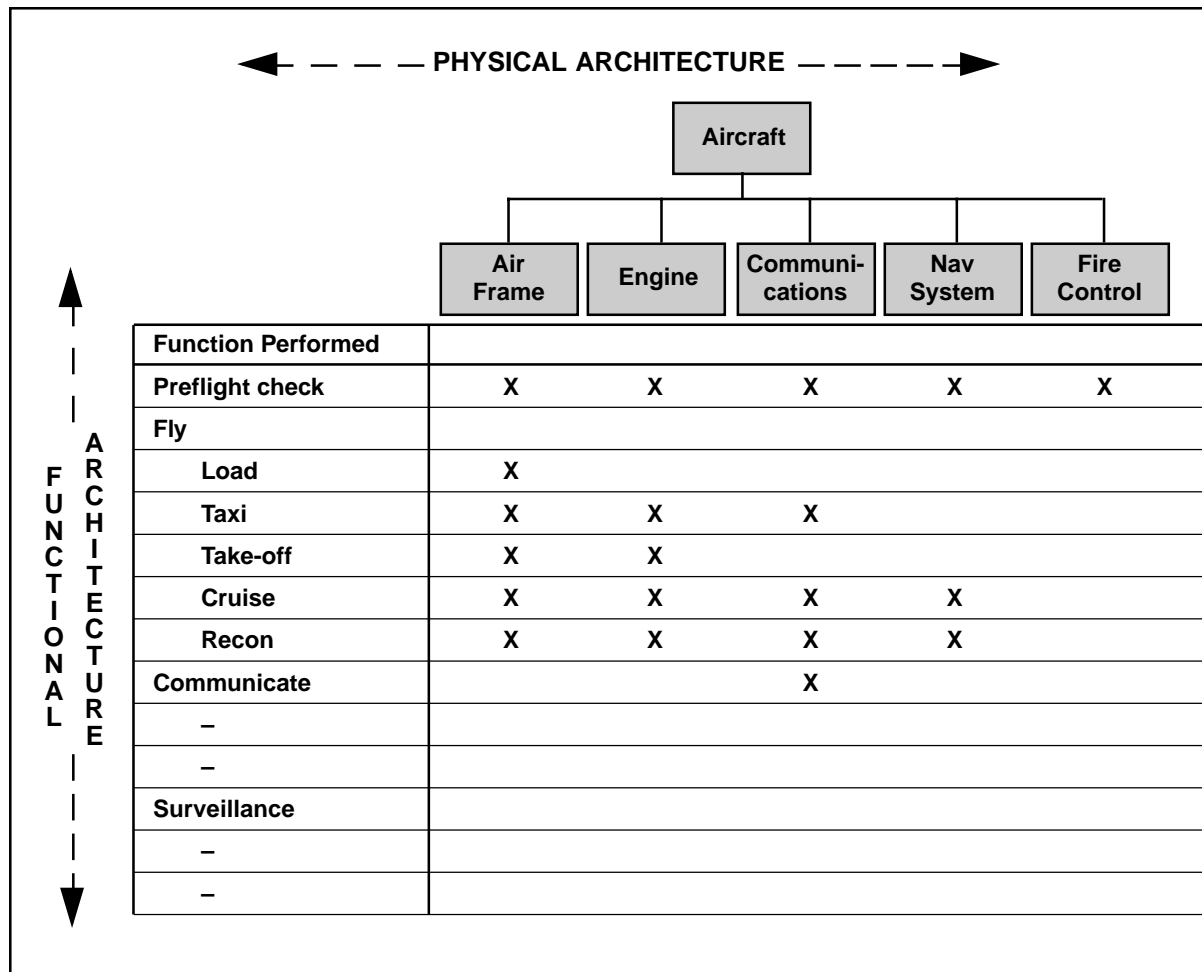 PHYSICAL ARCHITECTURE
Aircraft
Air
Frame
Engine
Communi-
cations
Nav
System
Fire
Control
FUNCTIONAL
ARCHITECTURE
Function Performed
Preflight check X X X X X
Fly
Load X
Taxi X X X
Take-off X X
Cruise X X X X
Recon X X X X
Communicate X
–
–
Surveillance
–
–